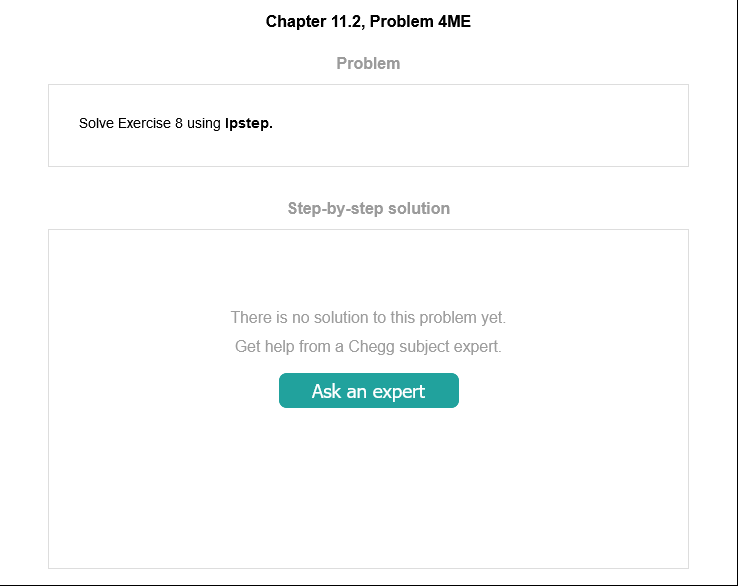 Chapter 11.2, Problem 4ME
Problem
Solve Exercise 8 using lpstep.
Step-by-step solution
There is no solution to this problem yet.
Get help from a Chegg subject expert.
Ask an expert